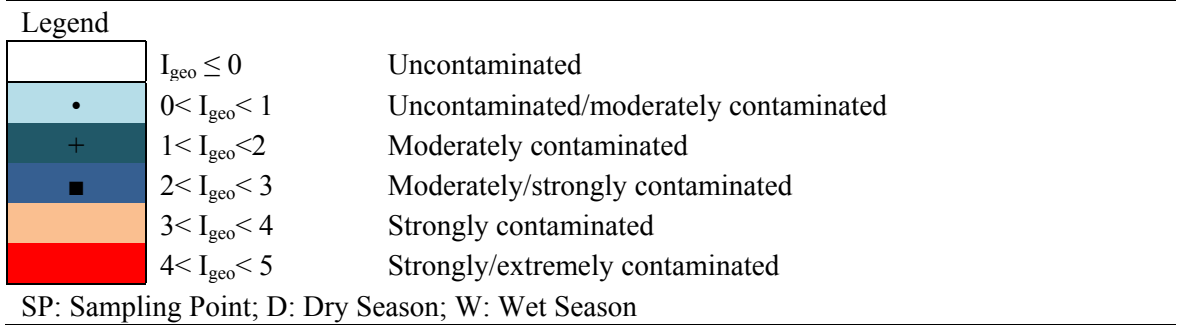 Legend
I_geo ≤ 0 Uncontaminated
• 0< I_geo< 1 Uncontaminated/moderately contaminated
+ 1< I_geo<2 Moderately contaminated
■ 2< I_geo< 3 Moderately/strongly contaminated
3< I_geo< 4 Strongly contaminated
4< I_geo< 5 Strongly/extremely contaminated
SP: Sampling Point; D: Dry Season; W: Wet Season